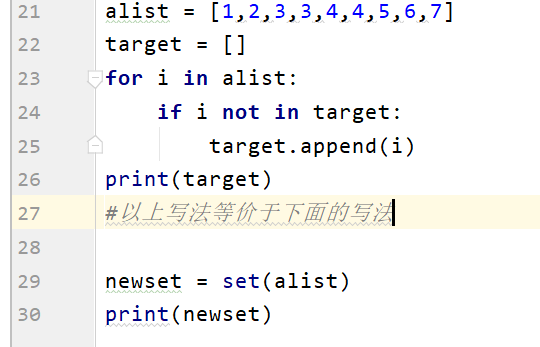 21 alist = [1,2,3,3,4,4,5,6,7]
22 target = []
23 for i in alist:
24     if i not in target:
25         target.append(i)
26 print(target)
27 #以上写法等价于下面的写法
28
29 newset = set(alist)
30 print(newset)